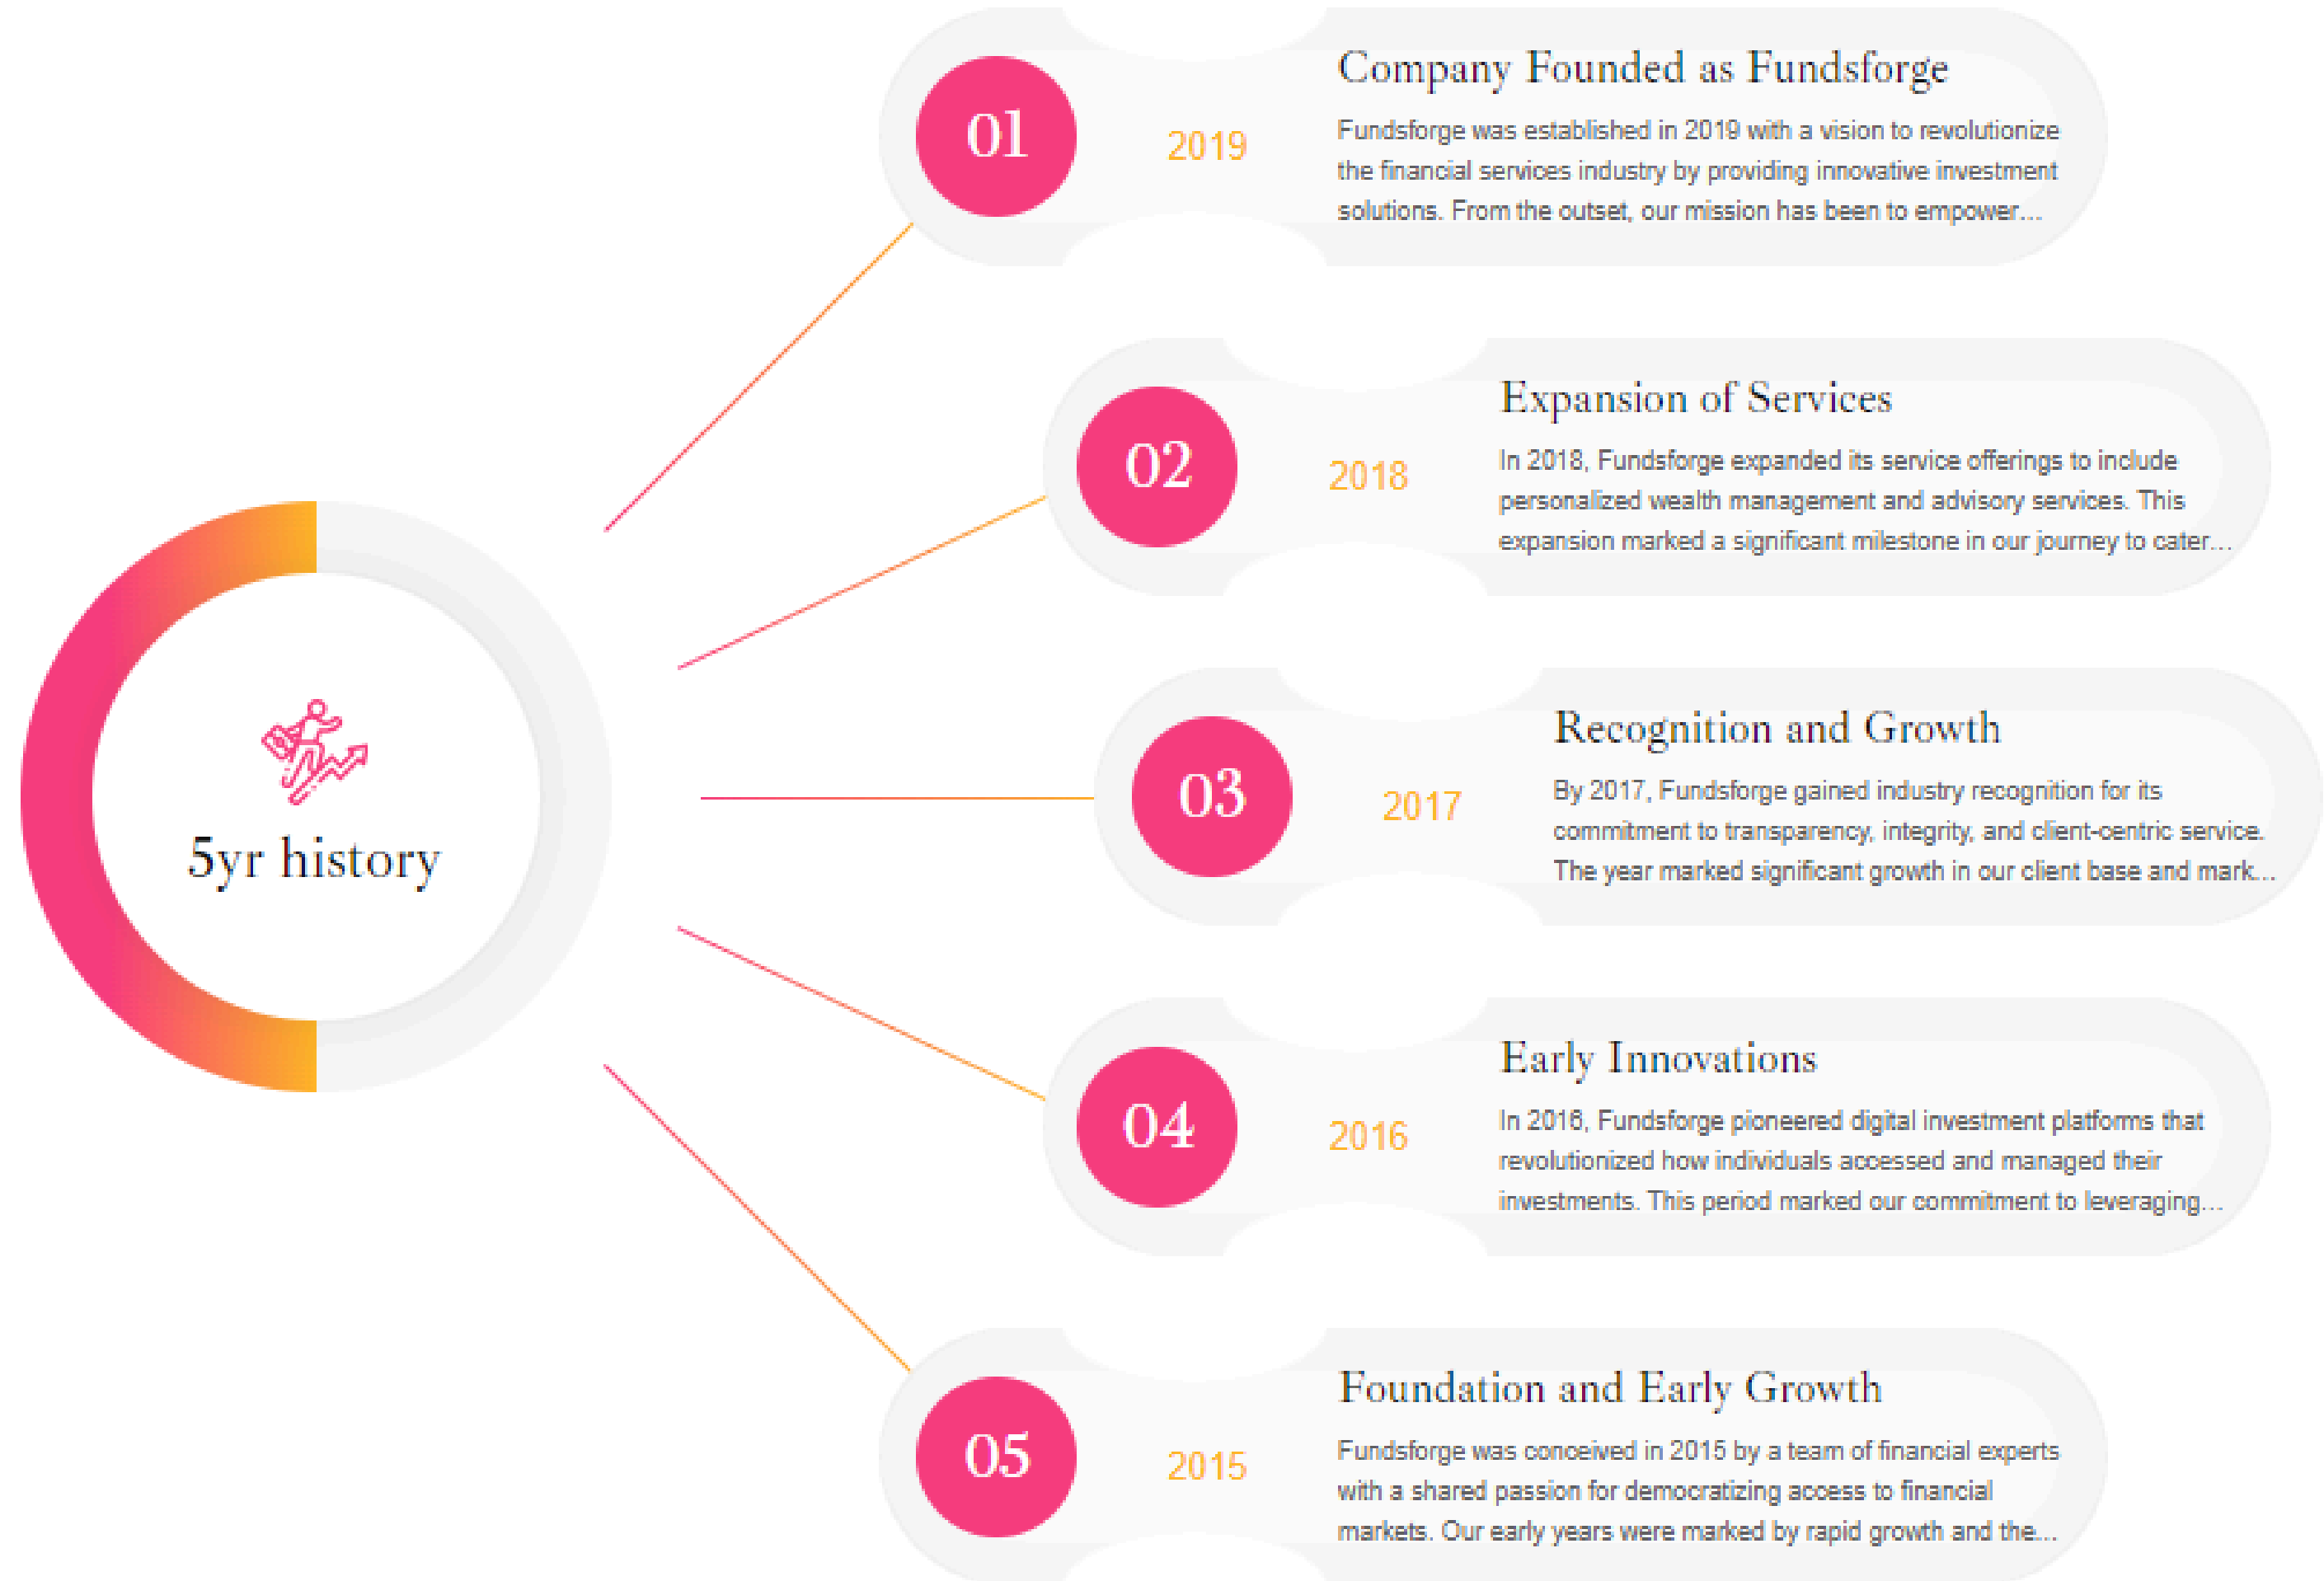 5yr history
01
2019
Company Founded as Fundsforge
Fundsforge was established in 2019 with a vision to revolutionize
the financial services industry by providing innovative investment
solutions. From the outset, our mission has been to empower...
02
2018
Expansion of Services
In 2018, Fundsforge expanded its service offerings to include
personalized wealth management and advisory services. This
expansion marked a significant milestone in our journey to cater...
03
2017
Recognition and Growth
By 2017, Fundsforge gained industry recognition for its
commitment to transparency, integrity, and client-centric service.
The year marked significant growth in our client base and mark...
04
2016
Early Innovations
In 2016, Fundsforge pioneered digital investment platforms that
revolutionized how individuals accessed and managed their
investments. This period marked our commitment to leveraging...
05
2015
Foundation and Early Growth
Fundsforge was conceived in 2015 by a team of financial experts
with a shared passion for democratizing access to financial
markets. Our early years were marked by rapid growth and the...